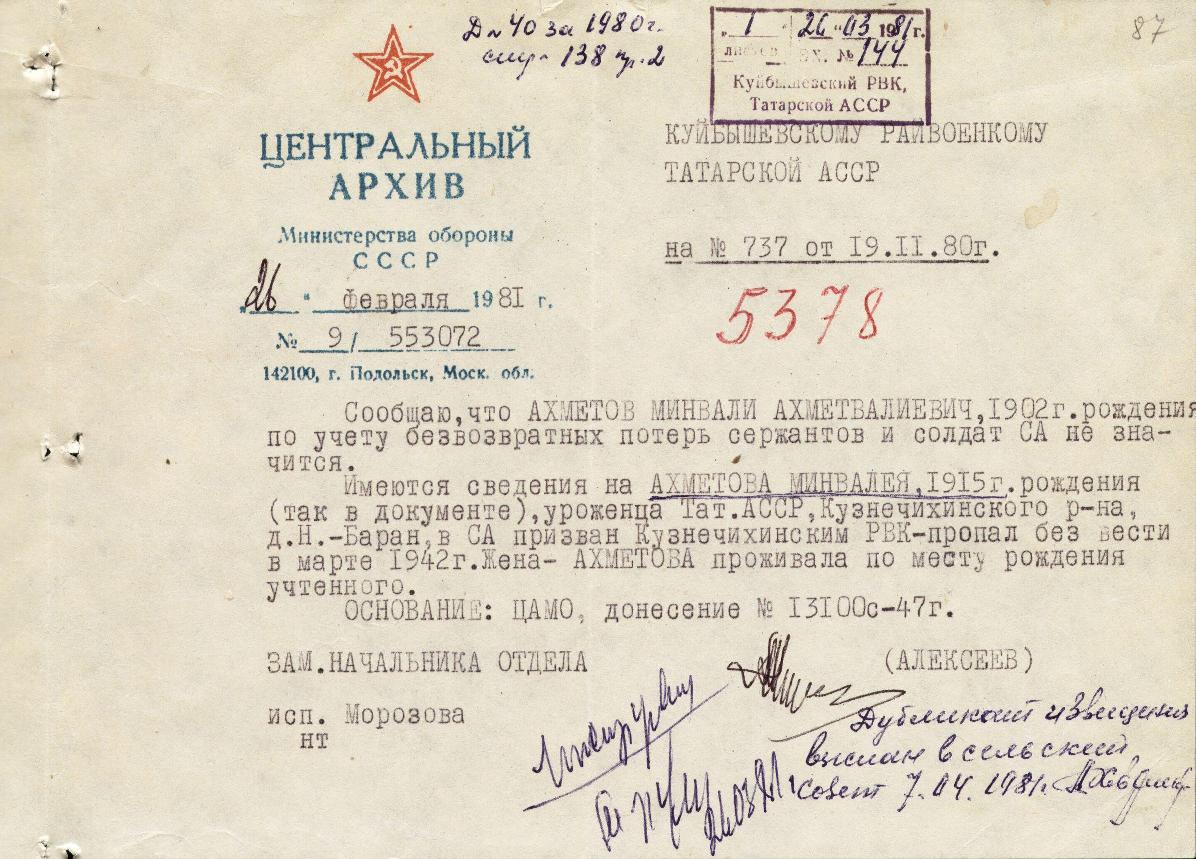 Д № 40 за 1980 г.
стр. 138 гр. 2
87
"1" 26 "03 1981 г.
ВХ. № 144
Куйбышевский РВК,
Татарской АССР
ЦЕНТРАЛЬНЫЙ
АРХИВ
Министерства обороны
СССР
"26" февраля 1981 г.
№ 9/ 553072
142100, г. Подольск, Моск. обл.
КУЙБЫШЕВСКОМУ РАЙВОЕНКОМУ
ТАТАРСКОЙ АССР
на № 737 от 19.II.80г.
5378
Сообщаю,что АХМЕТОВ МИНВАЛИ АХМЕТВАЛИЕВИЧ,1902г.рождения
по учету безвозвратных потерь сержантов и солдат СА не зна-
чится.
Имеются сведения на АХМЕТОВА МИНВАЛЕЯ,1915г.рождения
(так в документе),уроженца Тат.АССР,Кузнечихинского р-на,
д.Н.-Баран,в СА призван Кузнечихинским РВК-пропал без вести
в марте 1942г.Жена- АХМЕТОВА проживала по месту рождения
учтенного.
ОСНОВАНИЕ: ЦАМО, донесение № 13100с-47г.
ЗАМ.НАЧАЛЬНИКА ОТДЕЛА (АЛЕКСЕЕВ)
исп. Морозова
нт
Дубликат извещения
выслан в сельский
совет 7.04.1981г.
26.03.81г.